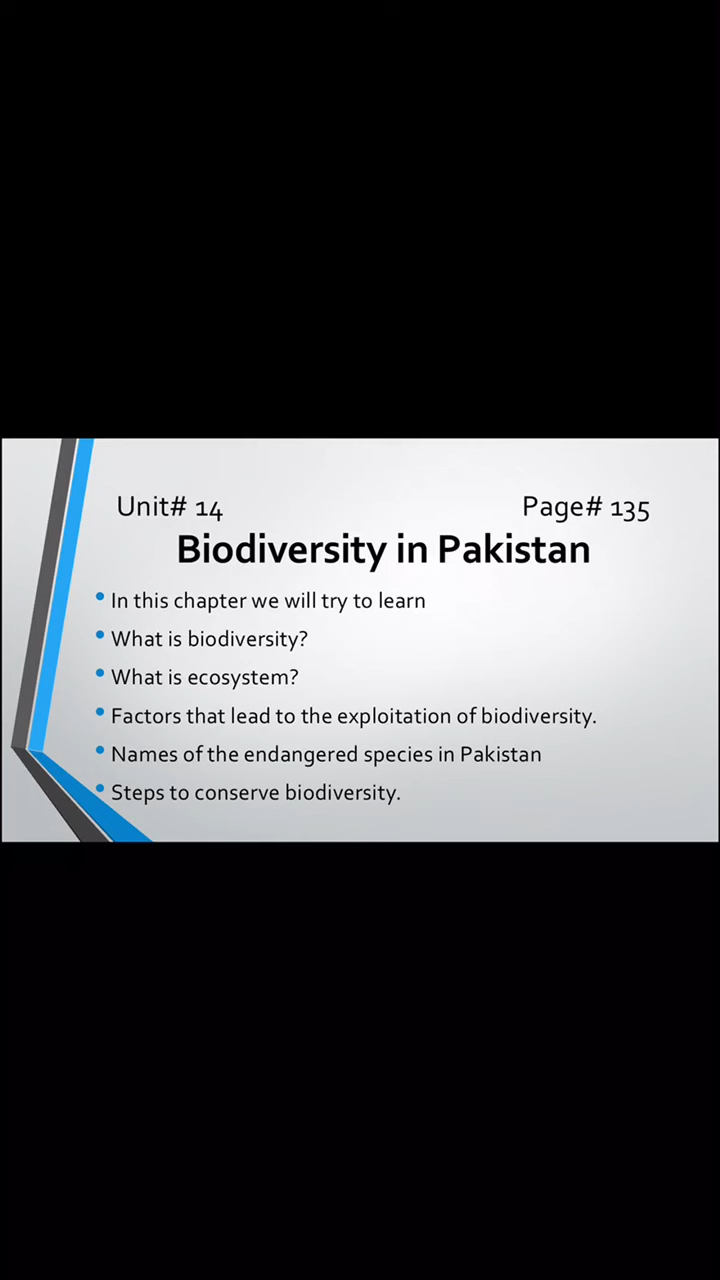 Unit# 14 Page# 135
Biodiversity in Pakistan
• In this chapter we will try to learn
• What is biodiversity?
• What is ecosystem?
• Factors that lead to the exploitation of biodiversity.
• Names of the endangered species in Pakistan
• Steps to conserve biodiversity.